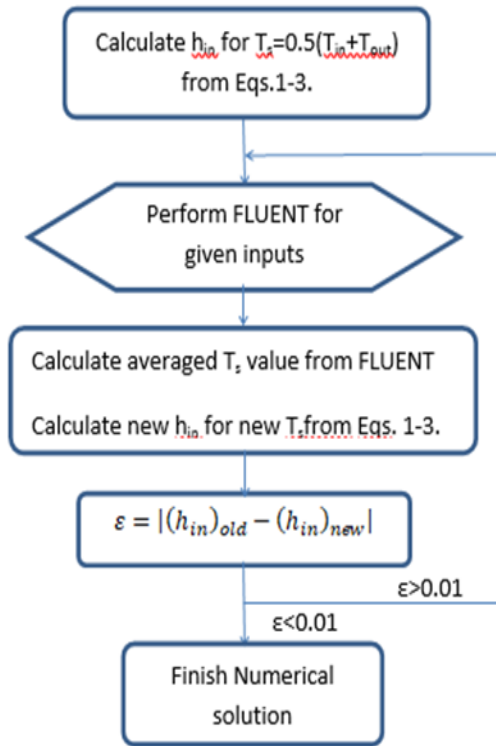 Calculate hin for Ts=0.5(Tin+Tout)
from Eqs.1-3.
Perform FLUENT for
given inputs
Calculate averaged Ts value from FLUENT
Calculate new hin for new Tsfrom Eqs. 1-3.
ε = |(hin)old − (hin)new|
ε>0.01
ε<0.01
Finish Numerical
solution